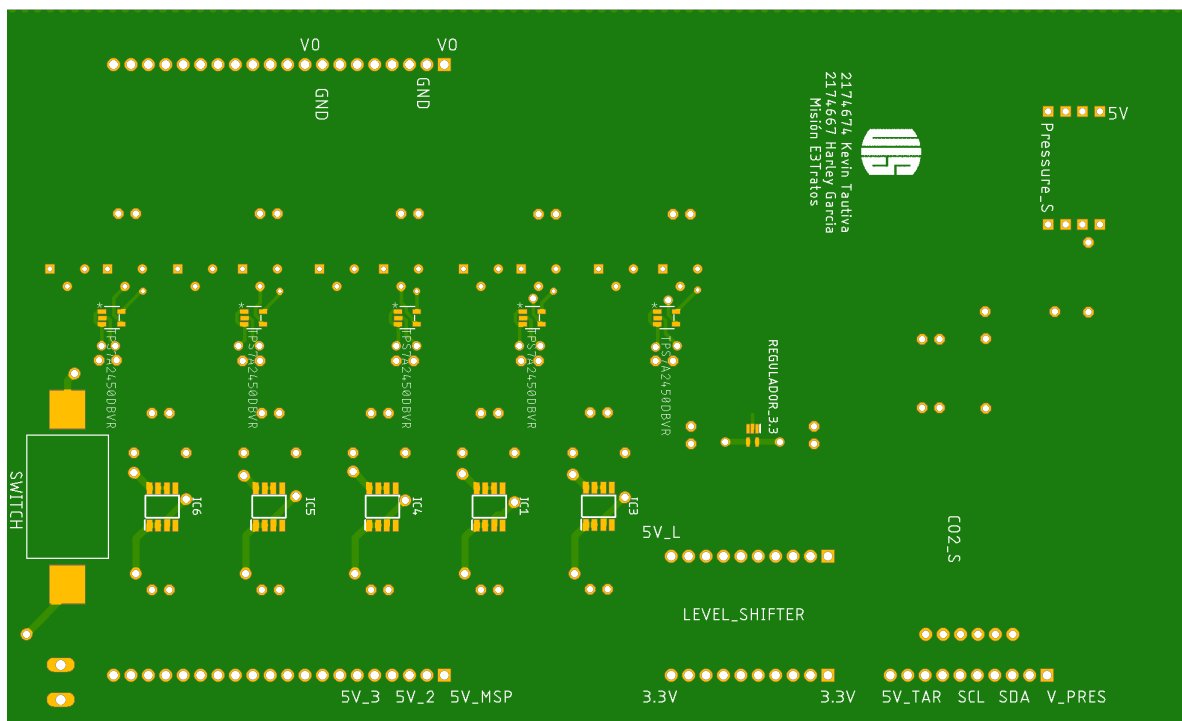 V0
V0
GND
GND
2174674 Kevin Tautiva
2174667 Harley Garcia
Misión E3Tratos
5V
Pressure_S
*
*
*
*
*
TPS7A2450DBVR
TPS7A2450DBVR
TPS7A2450DBVR
TPS7A2450DBVR
TPS7A2450DBVR
REGULADOR_3.3
SWITCH
IC6
IC5
IC4
IC1
IC3
5V_L
CO2_S
LEVEL_SHIFTER
5V_3 5V_2 5V_MSP
3.3V
3.3V
5V_TAR SCL SDA V_PRES